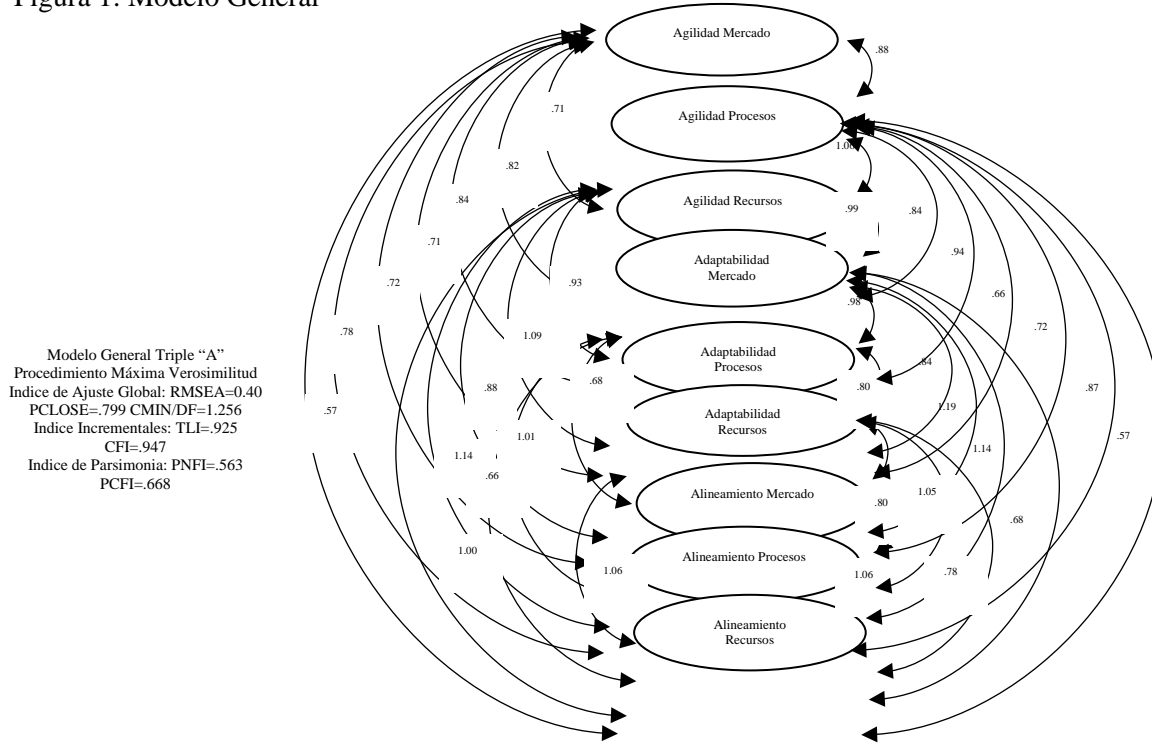 Figura 1: Modelo General
Agilidad Mercado
.88
.71
Agilidad Procesos
1.00
.82
.84
Agilidad Recursos
.99
.84
.71
.94
Adaptabilidad
Mercado
.72
.93
.98
.66
.78
1.09
.72
Adaptabilidad
Procesos
.84
.68
.80
.88
.87
.57
1.19
Adaptabilidad
Recursos
1.01
.57
1.14
1.14
.66
Alineamiento Mercado
.80
1.05
.68
1.00
Alineamiento Procesos
1.06
1.06
.78
Alineamiento
Recursos
Modelo General Triple “A”
Procedimiento Máxima Verosimilitud
Indice de Ajuste Global: RMSEA=0.40
PCLOSE=.799 CMIN/DF=1.256
Indice Incrementales: TLI=.925
CFI=.947
Indice de Parsimonia: PNFI=.563
PCFI=.668